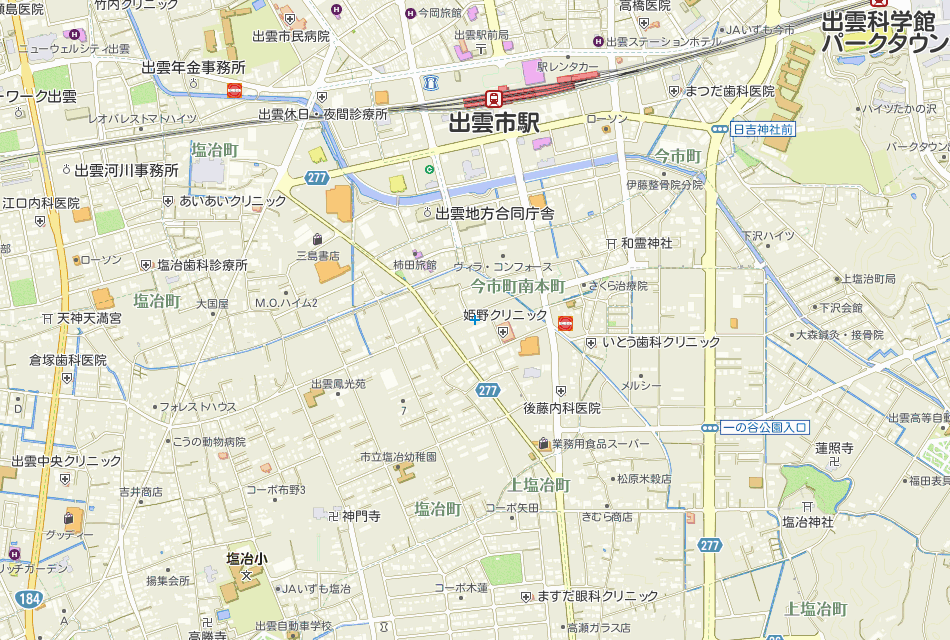 竹内クリニック
今岡旅館
高橋医院
出雲科学館
パークタウン
出雲市民病院
出雲駅前局
出雲ステーションホテル
JAいずも今市
ニューウェルシティ出雲
出雲年金事務所
駅レンタカー
まつだ歯科医院
ーワーク出雲
出雲休日・夜間診療所
レオパレストマトハイツ
出雲市駅
ローソン
ハイツたかの沢
日吉神社前
塩冶町
今市町
パークタウン出
出雲河川事務所
277
伊藤整骨院分院
江口内科医院
あいあいクリニック
出雲地方合同庁舎
和霊神社
下沢ハイツ
部
ローソン
塩冶歯科診療所
三島書店
柿田旅館
ヴィラ・コンフォース
上塩冶町局
塩冶町
大国屋
M.O.ハイム2
今市町南本町
さくら治療院
下沢会館
天神天満宮
姫野クリニック
大森鍼灸・接骨院
いとう歯科クリニック
倉塚歯科医院
出雲鳳光苑
277
メルシー
D
フォレストハウス
7
後藤内科医院
出雲高等自動
こうの動物病院
業務用食品スーパー
一の谷公園入口
蓮照寺
出雲中央クリニック
市立塩冶幼稚園
松原米穀店
福田表具
吉井商店
コーポ布野3
上塩冶町
塩冶町
コーポ矢田
神門寺
きむら商店
塩冶神社
グッディー
277
H
リッチガーデン
塩冶小
揚集会所
JAいずも塩冶
コーポ木蓮
ますだ眼科クリニック
184
A
上塩冶町
高勝寺
出雲自動車学校
高瀬ガラス店